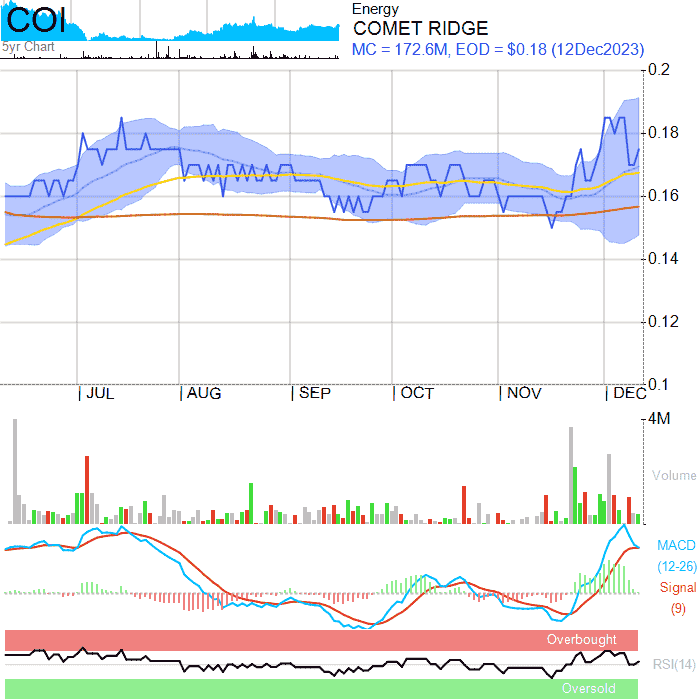 COI
5yr Chart
Energy
COMET RIDGE
MC = 172.6M, EOD = $0.18 (12Dec2023)
0.2
0.18
0.16
0.14
0.12
0.1
JUL AUG SEP OCT NOV DEC
4M
Volume
MACD
(12-26)
Signal
(9)
Overbought
RSI(14)
Oversold